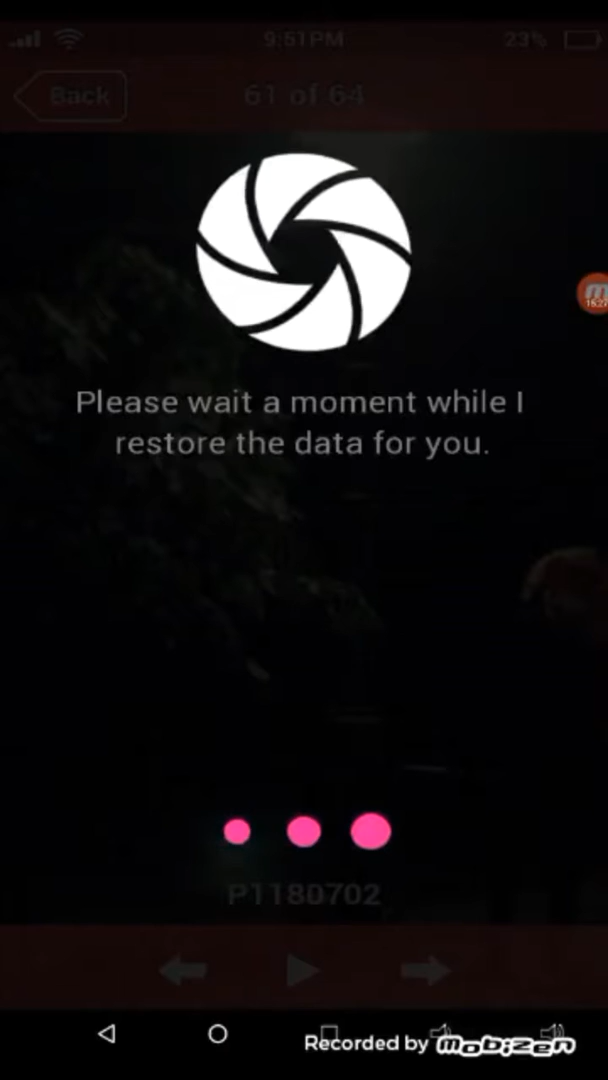 9:51PM 23%
Back 61 of 64
Please wait a moment while I
restore the data for you.
P1180702
Recorded by mobizen